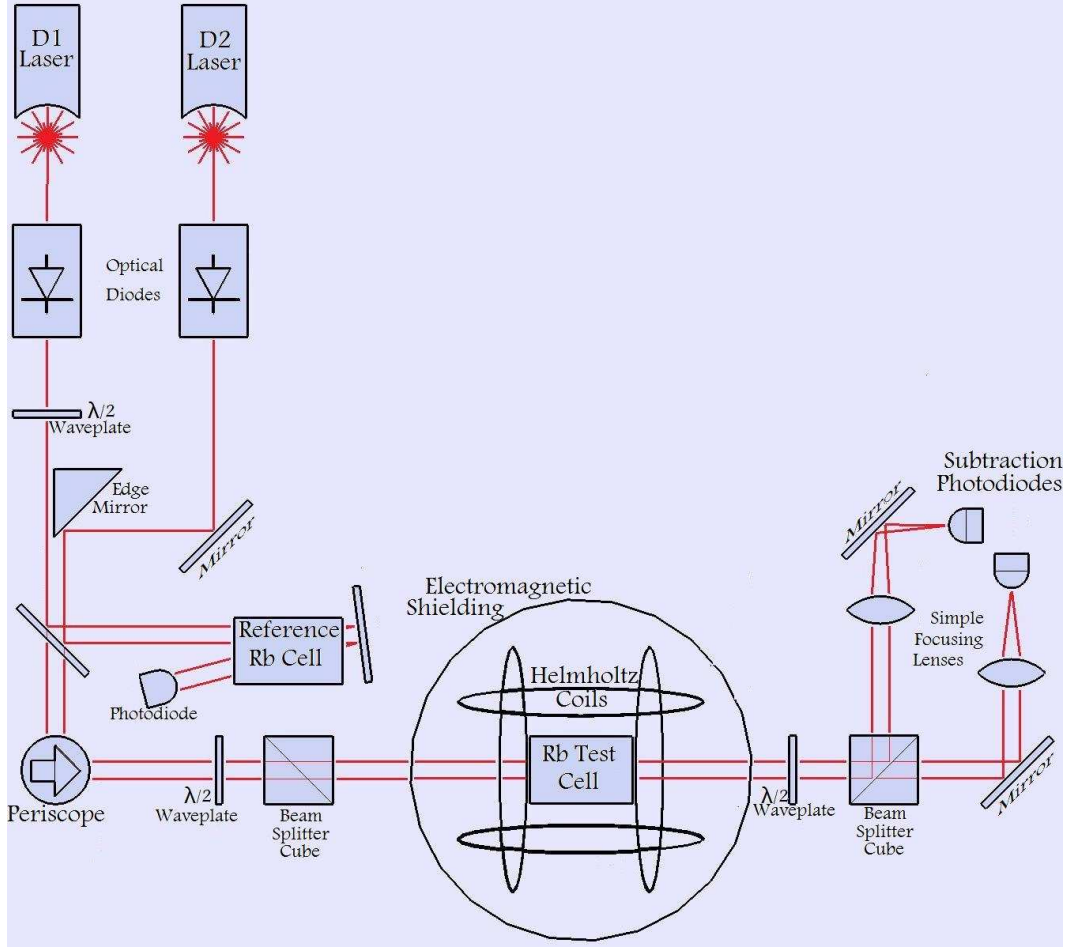 D1
Laser
D2
Laser
Optical
Diodes
λ/2
Waveplate
Edge
Mirror
Mirror
Reference
Rb Cell
Photodiode
Periscope
λ/2
Waveplate
Beam
Splitter
Cube
Electromagnetic
Shielding
Helmholtz
Coils
Rb Test
Cell
λ/2
Waveplate
Beam
Splitter
Cube
Mirror
Simple
Focusing
Lenses
Mirror
Subtraction
Photodiodes